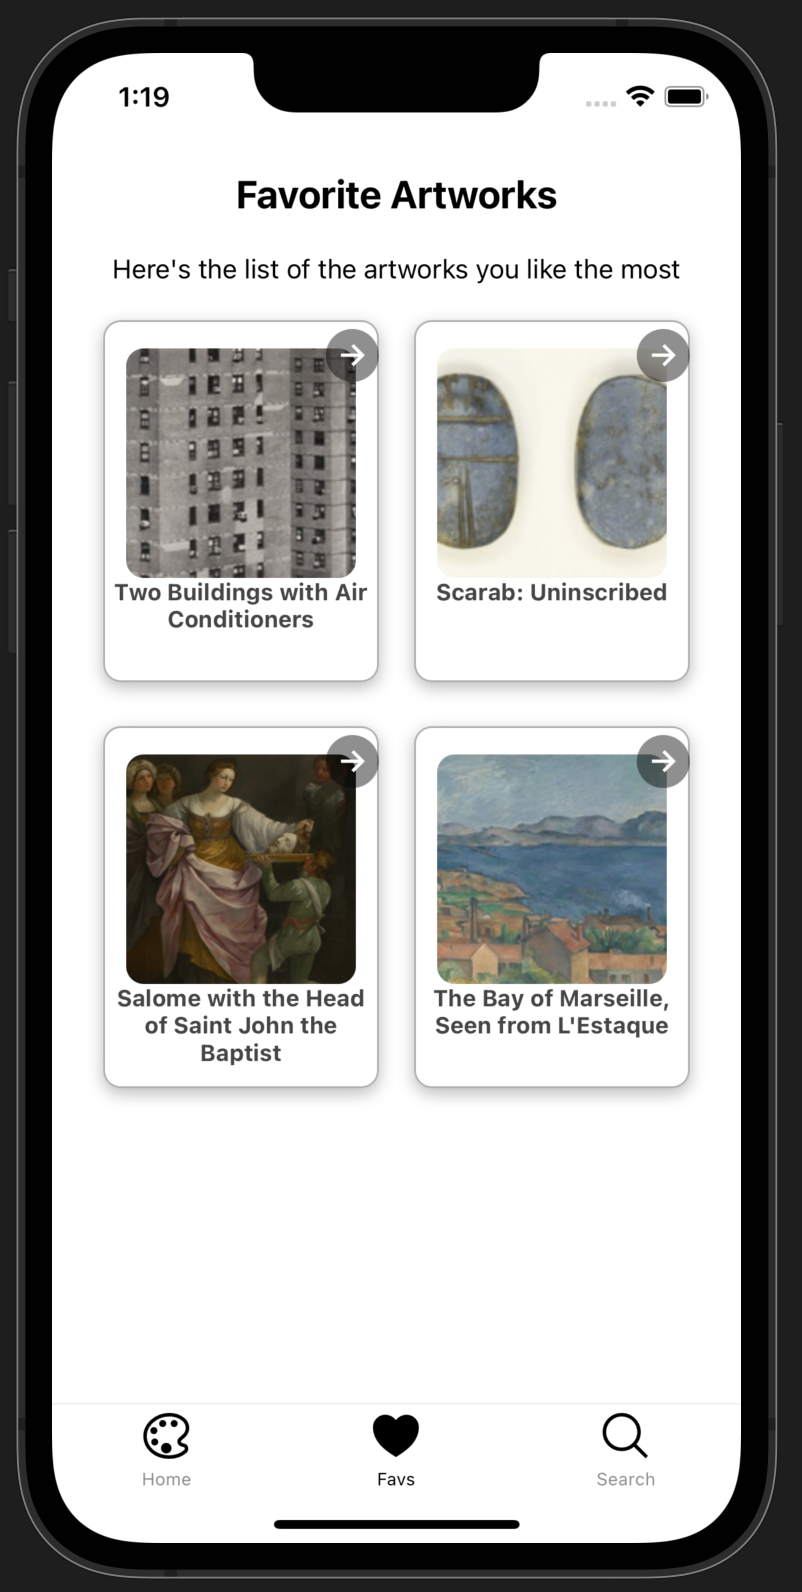 1:19
Favorite Artworks
Here's the list of the artworks you like the most
Two Buildings with Air
Conditioners
Scarab: Uninscribed
Salome with the Head
of Saint John the
Baptist
The Bay of Marseille,
Seen from L'Estaque
Home
Favs
Search